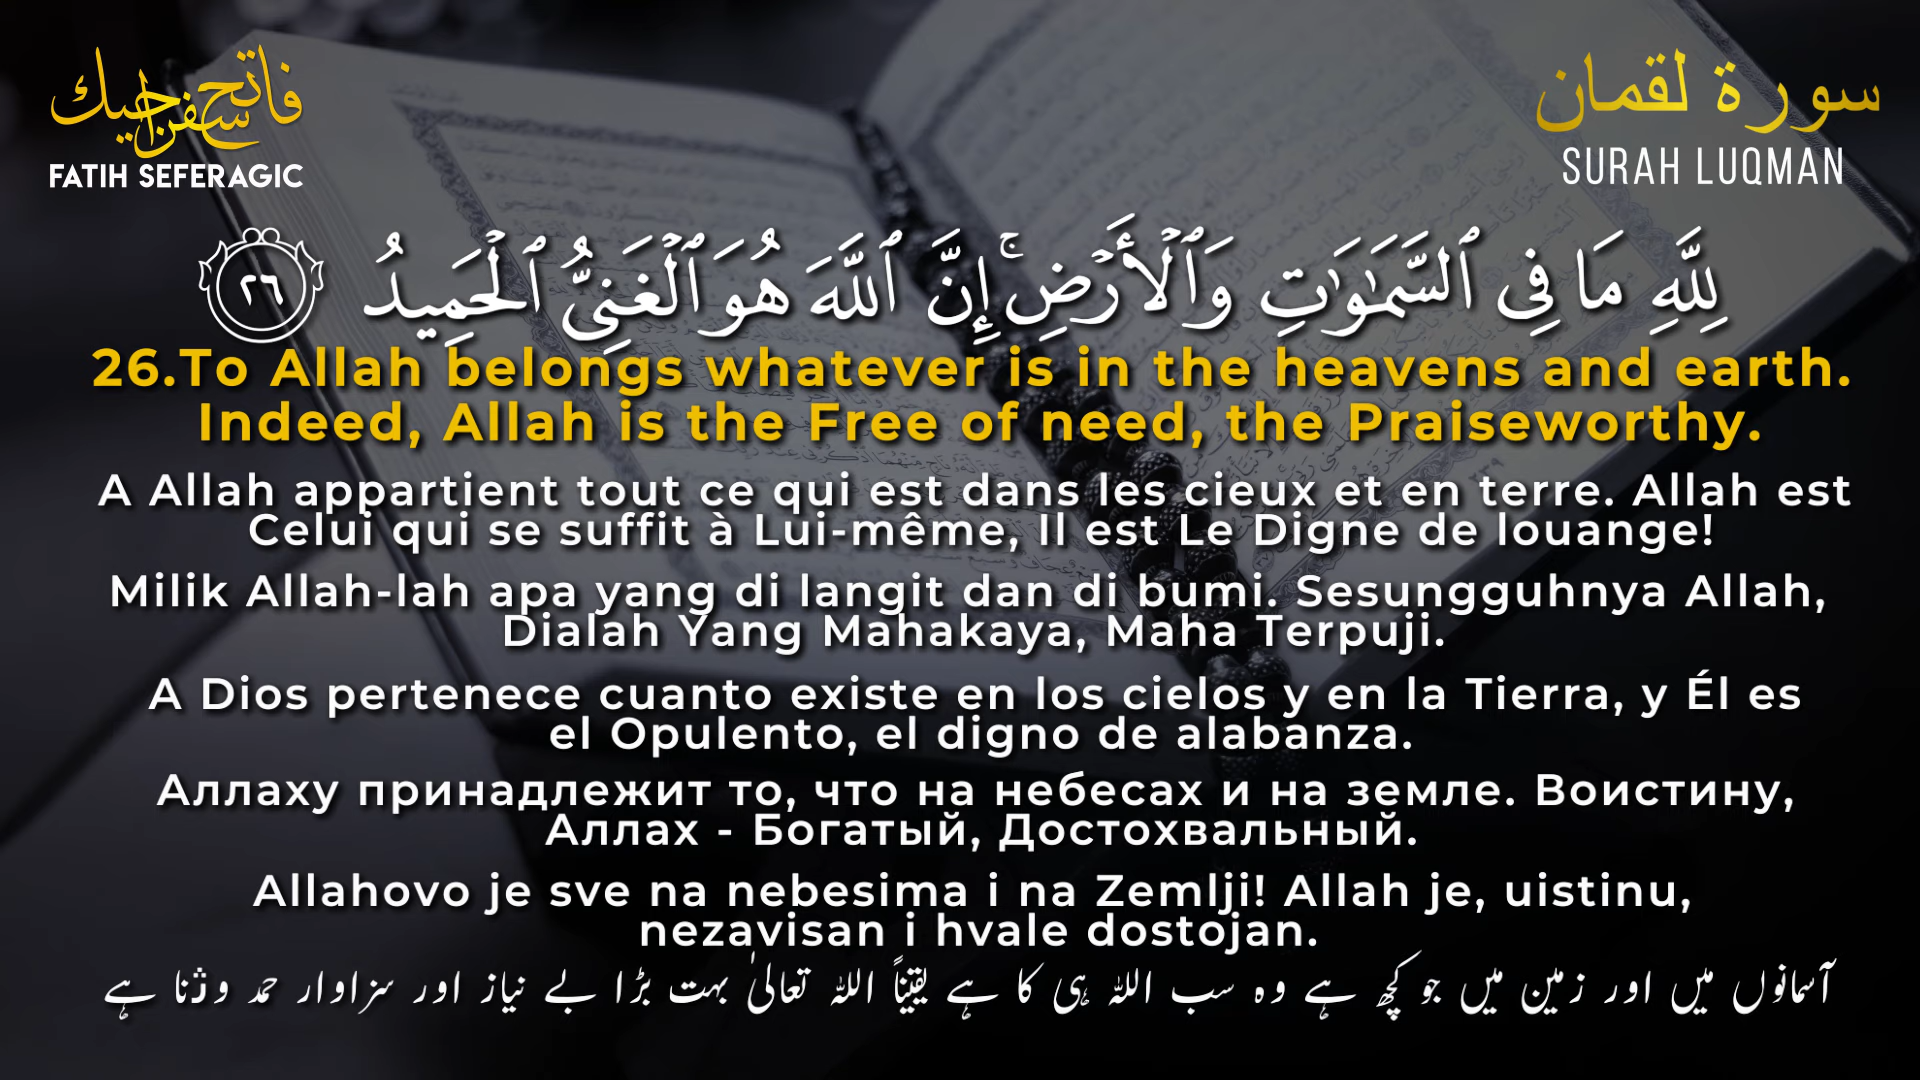 فاتح سفراجيك
FATIH SEFERAGIC
سورة لقمان
SURAH LUQMAN
لِلَّهِ مَا فِى ٱلسَّمَـٰوَٰتِ وَٱلْأَرْضِ ۚ إِنَّ ٱللَّهَ هُوَ ٱلْغَنِىُّ ٱلْحَمِيدُ ٢٦
26.To Allah belongs whatever is in the heavens and earth.
Indeed, Allah is the Free of need, the Praiseworthy.
A Allah appartient tout ce qui est dans les cieux et en terre. Allah est
Celui qui se suffit à Lui-même, Il est Le Digne de louange!
Milik Allah-lah apa yang di langit dan di bumi. Sesungguhnya Allah,
Dialah Yang Mahakaya, Maha Terpuji.
A Dios pertenece cuanto existe en los cielos y en la Tierra, y Él es
el Opulento, el digno de alabanza.
Аллаху принадлежит то, что на небесах и на земле. Воистину,
Аллах - Богатый, Достохвальный.
Allahovo je sve na nebesima i na Zemlji! Allah je, uistinu,
nezavisan i hvale dostojan.
آسمانوں میں اور زمین میں جو کچھ ہے وہ سب اللہ ہی کا ہے یقیناً اللہ تعالیٰ بہت بڑا بے نیاز اور سزاوار حمد وﺛنا ہے